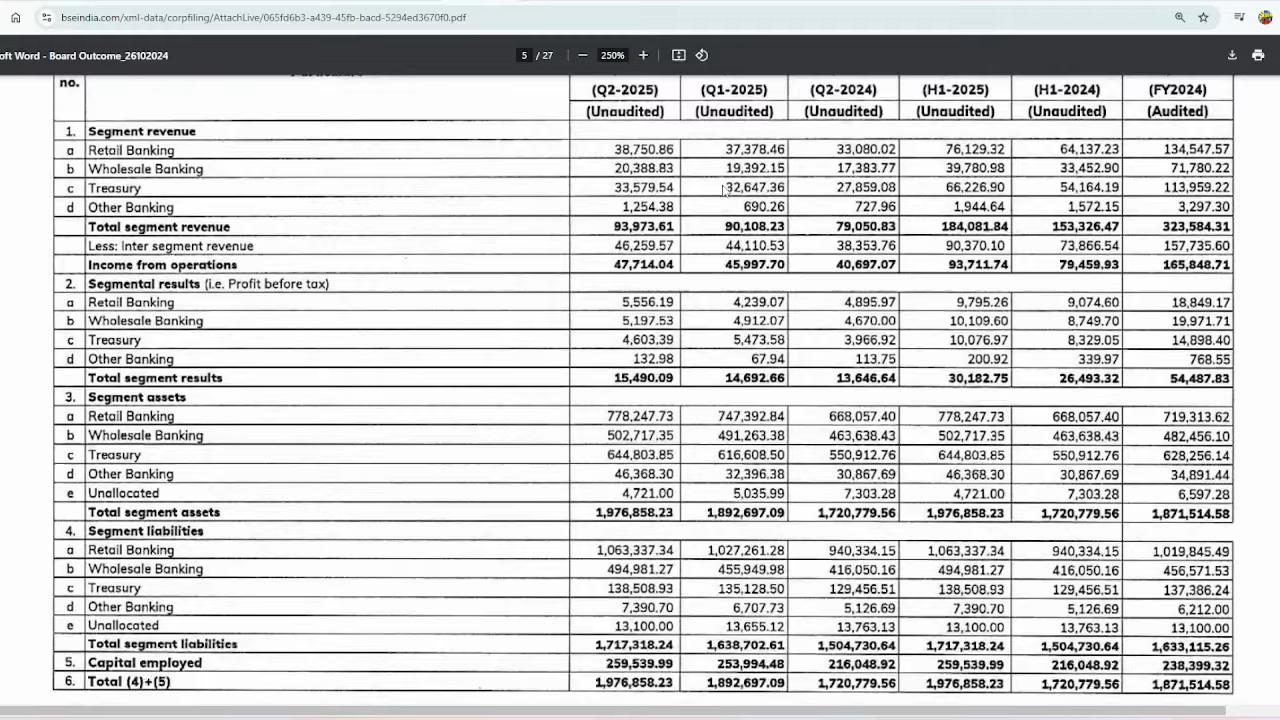 bseindia.com/xml-data/corpfiling/AttachLive/065fd6b3-a439-45fb-bacd-5294ed3670f0.pdf
oft Word - Board Outcome_26102024 5 / 27 250%
no. (Q2-2025) (Q1-2025) (Q2-2024) (H1-2025) (H1-2024) (FY2024)
(Unaudited) (Unaudited) (Unaudited) (Unaudited) (Unaudited) (Audited)
1. Segment revenue
a Retail Banking 38,750.86 37,378.46 33,080.02 76,129.32 64,137.23 134,547.57
b Wholesale Banking 20,388.83 19,392.15 17,383.77 39,780.98 33,452.90 71,780.22
c Treasury 33,579.54 32,647.36 27,859.08 66,226.90 54,164.19 113,959.22
d Other Banking 1,254.38 690.26 727.96 1,944.64 1,572.15 3,297.30
Total segment revenue 93,973.61 90,108.23 79,050.83 184,081.84 153,326.47 323,584.31
Less: Inter segment revenue 46,259.57 44,110.53 38,353.76 90,370.10 73,866.54 157,735.60
Income from operations 47,714.04 45,997.70 40,697.07 93,711.74 79,459.93 165,848.71
2. Segmental results (i.e. Profit before tax)
a Retail Banking 5,556.19 4,239.07 4,895.97 9,795.26 9,074.60 18,849.17
b Wholesale Banking 5,197.53 4,912.07 4,670.00 10,109.60 8,749.70 19,971.71
c Treasury 4,603.39 5,473.58 3,966.92 10,076.97 8,329.05 14,898.40
d Other Banking 132.98 67.94 113.75 200.92 339.97 768.55
Total segment results 15,490.09 14,692.66 13,646.64 30,182.75 26,493.32 54,487.83
3. Segment assets
a Retail Banking 778,247.73 747,392.84 668,057.40 778,247.73 668,057.40 719,313.62
b Wholesale Banking 502,717.35 491,263.38 463,638.43 502,717.35 463,638.43 482,456.10
c Treasury 644,803.85 616,608.50 550,912.76 644,803.85 550,912.76 628,256.14
d Other Banking 46,368.30 32,396.38 30,867.69 46,368.30 30,867.69 34,891.44
e Unallocated 4,721.00 5,035.99 7,303.28 4,721.00 7,303.28 6,597.28
Total segment assets 1,976,858.23 1,892,697.09 1,720,779.56 1,976,858.23 1,720,779.56 1,871,514.58
4. Segment liabilities
a Retail Banking 1,063,337.34 1,027,261.28 940,334.15 1,063,337.34 940,334.15 1,019,845.49
b Wholesale Banking 494,981.27 455,949.98 416,050.16 494,981.27 416,050.16 456,571.53
c Treasury 138,508.93 135,128.50 129,456.51 138,508.93 129,456.51 137,386.24
d Other Banking 7,390.70 6,707.73 5,126.69 7,390.70 5,126.69 6,212.00
e Unallocated 13,100.00 13,655.12 13,763.13 13,100.00 13,763.13 13,100.00
Total segment liabilities 1,717,318.24 1,638,702.61 1,504,730.64 1,717,318.24 1,504,730.64 1,633,115.26
5. Capital employed 259,539.99 253,994.48 216,048.92 259,539.99 216,048.92 238,399.32
6. Total (4)+(5) 1,976,858.23 1,892,697.09 1,720,779.56 1,976,858.23 1,720,779.56 1,871,514.58